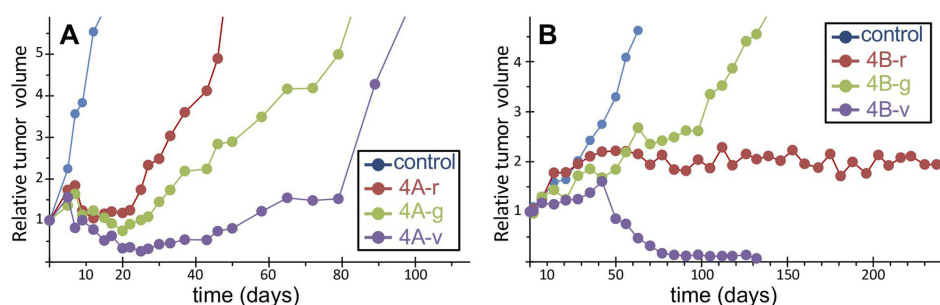 A
Relative tumor volume
5
4
3
2
1
10
20
40
60
80
100
time (days)
control
4A-r
4A-g
4A-v
B
Relative tumor volume
4
3
2
1
10
50
100
150
200
time (days)
control
4B-r
4B-g
4B-v